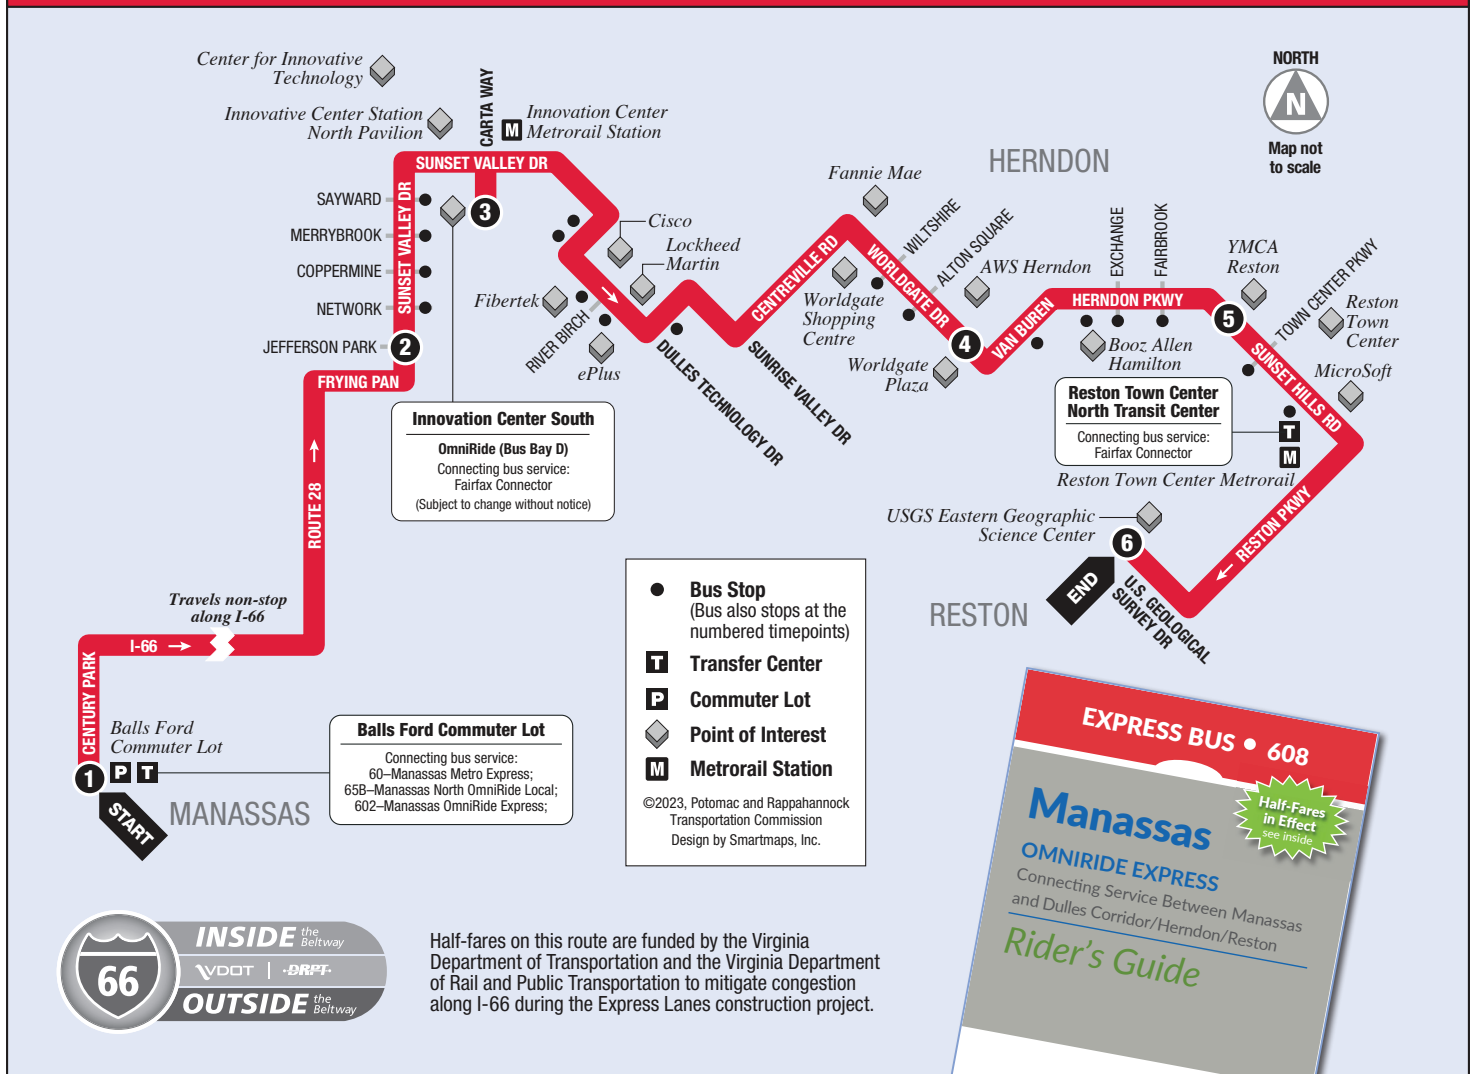 Center for Innovative
Technology
Innovative Center Station
North Pavilion
CARTA WAY
M
Innovation Center
Metrorail Station
NORTH
N
Map not
to scale
HERNDON
SUNSET VALLEY DR
SUNSET VALLEY DR
SAYWARD
MERRYBROOK
COPPERMINE
NETWORK
JEFFERSON PARK
2
3
FRYING PAN
Cisco
Lockheed
Martin
Fibertek
RIVER BIRCH
ePlus
DULLES TECHNOLOGY DR
SUNRISE VALLEY DR
CENTREVILLE RD
Fannie Mae
WORLDGATE DR
WILTSHIRE
ALTON SQUARE
AWS Herndon
Worldgate
Shopping
Centre
Worldgate
Plaza
4
VAN BUREN
HERNDON PKWY
EXCHANGE
FAIRBROOK
Booz Allen
Hamilton
YMCA
Reston
5
TOWN CENTER PKWY
Reston
Town
Center
SUNSET HILLS RD
MicroSoft
Reston Town Center
North Transit Center
Connecting bus service:
Fairfax Connector
T
M
Reston Town Center Metrorail
RESTON PKWY
USGS Eastern Geographic
Science Center
6
END
U.S. GEOLOGICAL
SURVEY DR
RESTON
Innovation Center South
OmniRide (Bus Bay D)
Connecting bus service:
Fairfax Connector
(Subject to change without notice)
ROUTE 28
Travels non-stop
along I-66
I-66
CENTURY PARK
Balls Ford
Commuter Lot
1
P
T
START
MANASSAS
Balls Ford Commuter Lot
Connecting bus service:
60–Manassas Metro Express;
65B–Manassas North OmniRide Local;
602–Manassas OmniRide Express;
Bus Stop
(Bus also stops at the
numbered timepoints)
T Transfer Center
P Commuter Lot
Point of Interest
M Metrorail Station
©2023, Potomac and Rappahannock
Transportation Commission
Design by Smartmaps, Inc.
EXPRESS BUS • 608
Half-Fares
in Effect
see inside
Manassas
OMNIRIDE EXPRESS
Connecting Service Between Manassas
and Dulles Corridor/Herndon/Reston
Rider's Guide
66
INSIDE the Beltway
VDOT | DRPT
OUTSIDE the Beltway
Half-fares on this route are funded by the Virginia
Department of Transportation and the Virginia Department
of Rail and Public Transportation to mitigate congestion
along I-66 during the Express Lanes construction project.